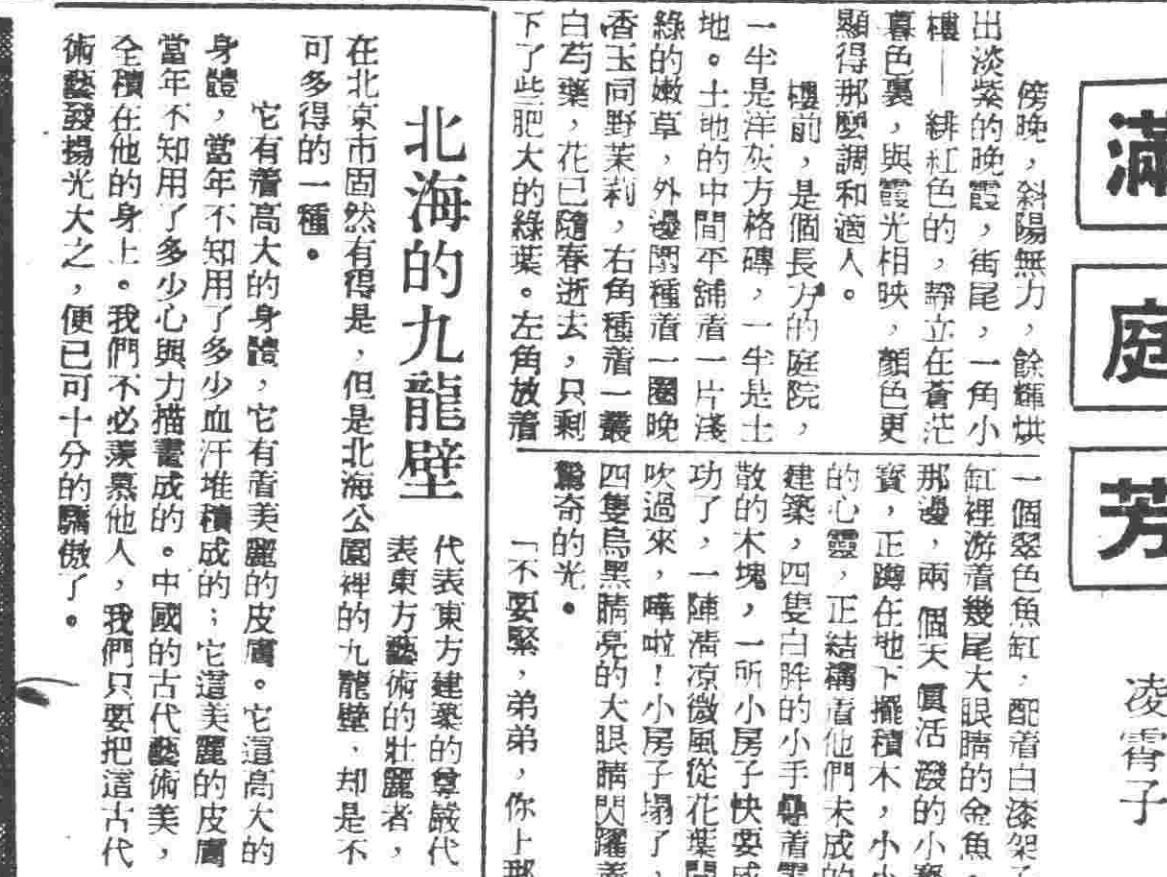 滿庭芳
凌霄子
傍晚，斜陽無力，餘輝烘
出淡紫的晚霞，街尾，一角小
樓——緋紅色的，靜立在蒼茫
暮色裏，與霞光相映，顏色更
顯得那麼調和適人。
樓前，是個長方的庭院，
一半是洋灰方格磚，一半是土
地。土地的中間平舖着一片淺
綠的嫩草，外邊圍種着一圈晚
香玉同野茉莉，右角種着一叢
白芍藥，花已隨春逝去，只剩
下了些肥大的綠葉。左角放着
一個翠色魚缸，配着白漆架子
缸裡游着幾尾大眼睛的金魚。
那邊，兩個天眞活潑的小寶
寶，正蹲在地下擺積木，小小
的心靈，正結構着他們未成的
建築，四隻白胖的小手疊着零
散的木塊，一所小房子快要成
功了，一陣清涼微風從花葉間
吹過來，嘩啦！小房子塌了，
四隻烏黑睛亮的大眼睛閃躍着
驚奇的光。
「不要緊，弟弟，你上那
北海的九龍壁
代表東方建築的尊嚴代
表東方藝術的壯麗者，
在北京市固然有得是，但是北海公園裡的九龍壁，却是不
可多得的一種。
它有着高大的身體，它有着美麗的皮膚。它這高大的
身體，當年不知用了多少血汗堆積成的；它這美麗的皮膚
當年不知用了多少心與力描畫成的。中國的古代藝術美，
全積在他的身上。我們不必羨慕他人，我們只要把這古代
術藝發揚光大之，便已可十分的驕傲了。